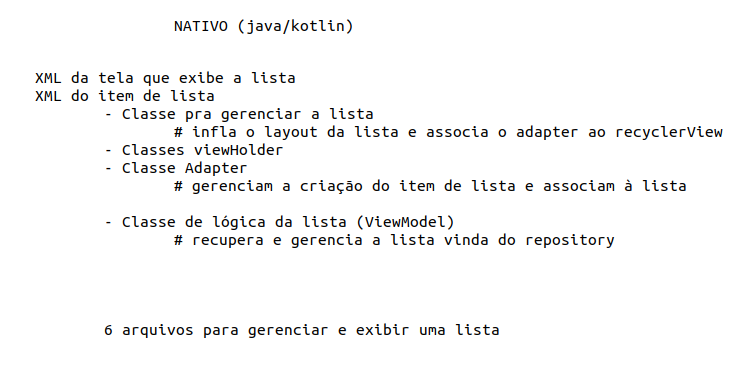 NATIVO (java/kotlin)
XML da tela que exibe a lista
XML do item de lista
- Classe pra gerenciar a lista
# infla o layout da lista e associa o adapter ao recyclerView
- Classes viewHolder
- Classe Adapter
# gerenciam a criação do item de lista e associam à lista
- Classe de lógica da lista (ViewModel)
# recupera e gerencia a lista vinda do repository
6 arquivos para gerenciar e exibir uma lista